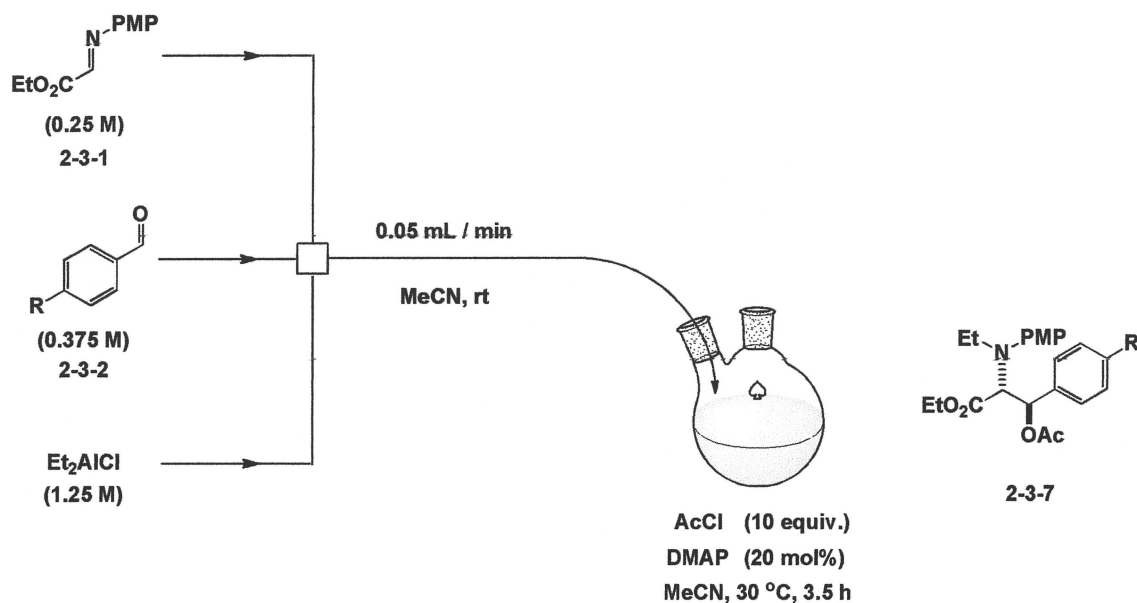 N
PMP
EtO₂C
(0.25 M)
2-3-1
O
R
(0.375 M)
2-3-2
Et₂AlCl
(1.25 M)
0.05 mL / min
MeCN, rt
AcCl (10 equiv.)
DMAP (20 mol%)
MeCN, 30 °C, 3.5 h
Et
N
PMP
R
EtO₂C
OAc
2-3-7